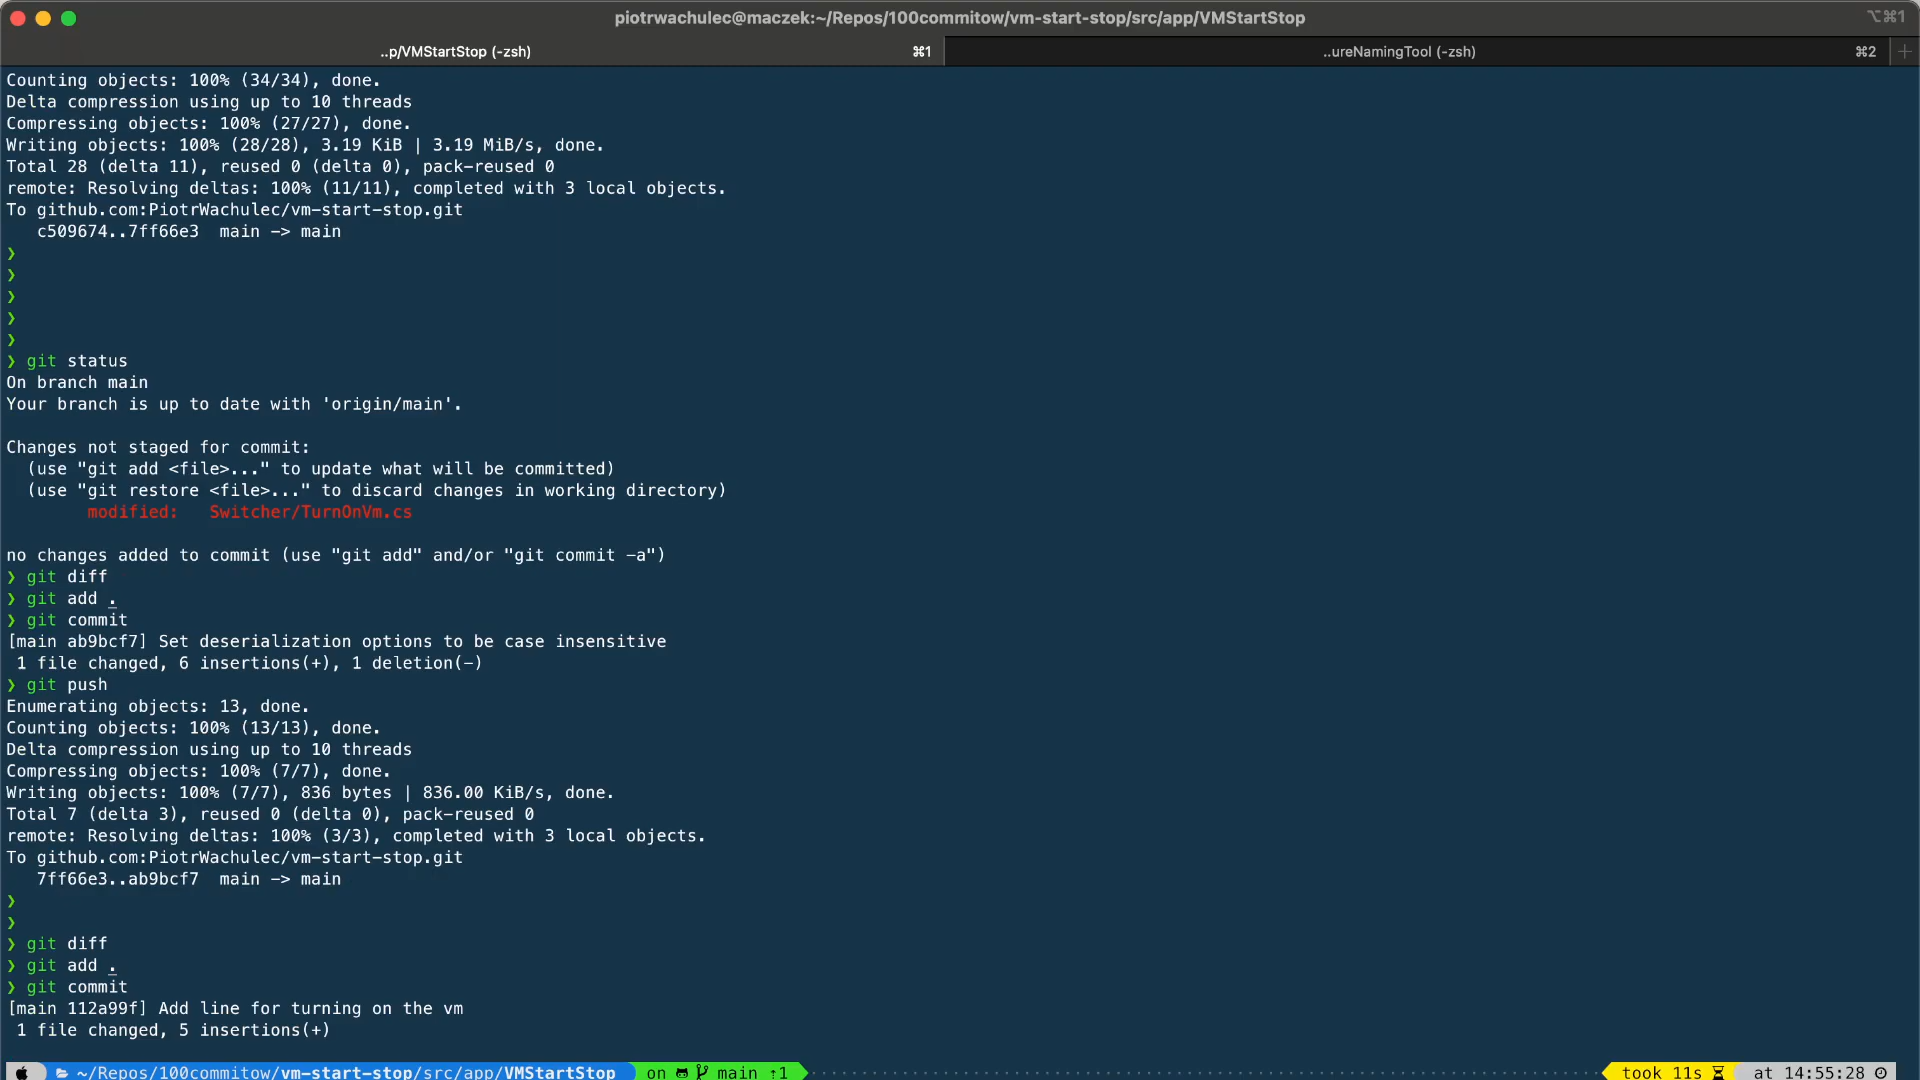 piotrwachulec@maczek:~/Repos/100commitow/vm-start-stop/src/app/VMStartStop
⌥⌘1
..p/VMStartStop (-zsh)
⌘1
..ureNamingTool (-zsh)
⌘2
+
Counting objects: 100% (34/34), done.
Delta compression using up to 10 threads
Compressing objects: 100% (27/27), done.
Writing objects: 100% (28/28), 3.19 KiB | 3.19 MiB/s, done.
Total 28 (delta 11), reused 0 (delta 0), pack-reused 0
remote: Resolving deltas: 100% (11/11), completed with 3 local objects.
To github.com:PiotrWachulec/vm-start-stop.git
   c509674..7ff66e3  main -> main
❯
❯
❯
❯
❯
❯ git status
On branch main
Your branch is up to date with 'origin/main'.
Changes not staged for commit:
  (use "git add <file>..." to update what will be committed)
  (use "git restore <file>..." to discard changes in working directory)
        modified:   Switcher/TurnOnVm.cs
no changes added to commit (use "git add" and/or "git commit -a")
❯ git diff
❯ git add .
❯ git commit
[main ab9bcf7] Set deserialization options to be case insensitive
 1 file changed, 6 insertions(+), 1 deletion(-)
❯ git push
Enumerating objects: 13, done.
Counting objects: 100% (13/13), done.
Delta compression using up to 10 threads
Compressing objects: 100% (7/7), done.
Writing objects: 100% (7/7), 836 bytes | 836.00 KiB/s, done.
Total 7 (delta 3), reused 0 (delta 0), pack-reused 0
remote: Resolving deltas: 100% (3/3), completed with 3 local objects.
To github.com:PiotrWachulec/vm-start-stop.git
   7ff66e3..ab9bcf7  main -> main
❯
❯
❯ git diff
❯ git add .
❯ git commit
[main 112a99f] Add line for turning on the vm
 1 file changed, 5 insertions(+)
~/Repos/100commitow/vm-start-stop/src/app/VMStartStop on main ⇡1 took 11s at 14:55:28